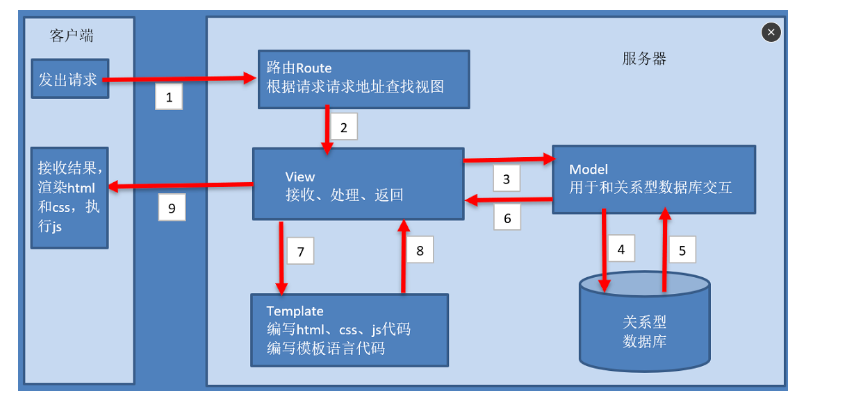 客户端
服务器
发出请求
1
路由Route
根据请求请求地址查找视图
2
接收结果，
渲染html
和css，执
行js
9
View
接收、处理、返回
3
6
Model
用于和关系型数据库交互
7
8
4
5
Template
编写html、css、js代码
编写模板语言代码
关系型
数据库